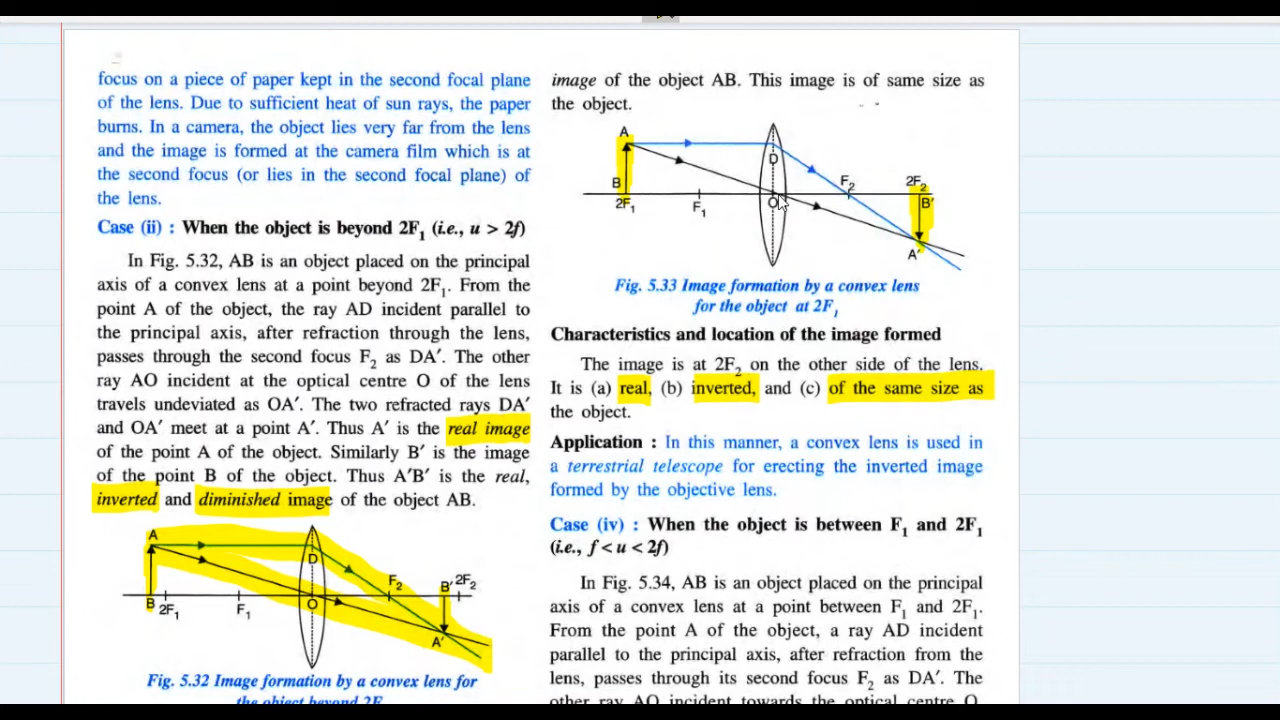 focus on a piece of paper kept in the second focal plane
of the lens. Due to sufficient heat of sun rays, the paper
burns. In a camera, the object lies very far from the lens
and the image is formed at the camera film which is at
the second focus (or lies in the second focal plane) of
the lens.
Case (ii) : When the object is beyond 2F₁ (i.e., u > 2f)
In Fig. 5.32, AB is an object placed on the principal
axis of a convex lens at a point beyond 2F₁. From the
point A of the object, the ray AD incident parallel to
the principal axis, after refraction through the lens,
passes through the second focus F₂ as DA′. The other
ray AO incident at the optical centre O of the lens
travels undeviated as OA′. The two refracted rays DA′
and OA′ meet at a point A′. Thus A′ is the real image
of the point A of the object. Similarly B′ is the image
of the point B of the object. Thus A′B′ is the real,
inverted and diminished image of the object AB.
A
D
F₂
B′ 2F₂
B 2F₁
F₁
O
A′
Fig. 5.32 Image formation by a convex lens for
the object beyond 2F
image of the object AB. This image is of same size as
the object.
A
D
B
F₂
2F₂
2F₁
F₁
O
B′
A′
Fig. 5.33 Image formation by a convex lens
for the object at 2F₁
Characteristics and location of the image formed
The image is at 2F₂ on the other side of the lens.
It is (a) real, (b) inverted, and (c) of the same size as
the object.
Application : In this manner, a convex lens is used in
a terrestrial telescope for erecting the inverted image
formed by the objective lens.
Case (iv) : When the object is between F₁ and 2F₁
(i.e., f < u < 2f)
In Fig. 5.34, AB is an object placed on the principal
axis of a convex lens at a point between F₁ and 2F₁.
From the point A of the object, a ray AD incident
parallel to the principal axis, after refraction from the
lens, passes through its second focus F₂ as DA′. The
other ray AO incident towards the optical centre O